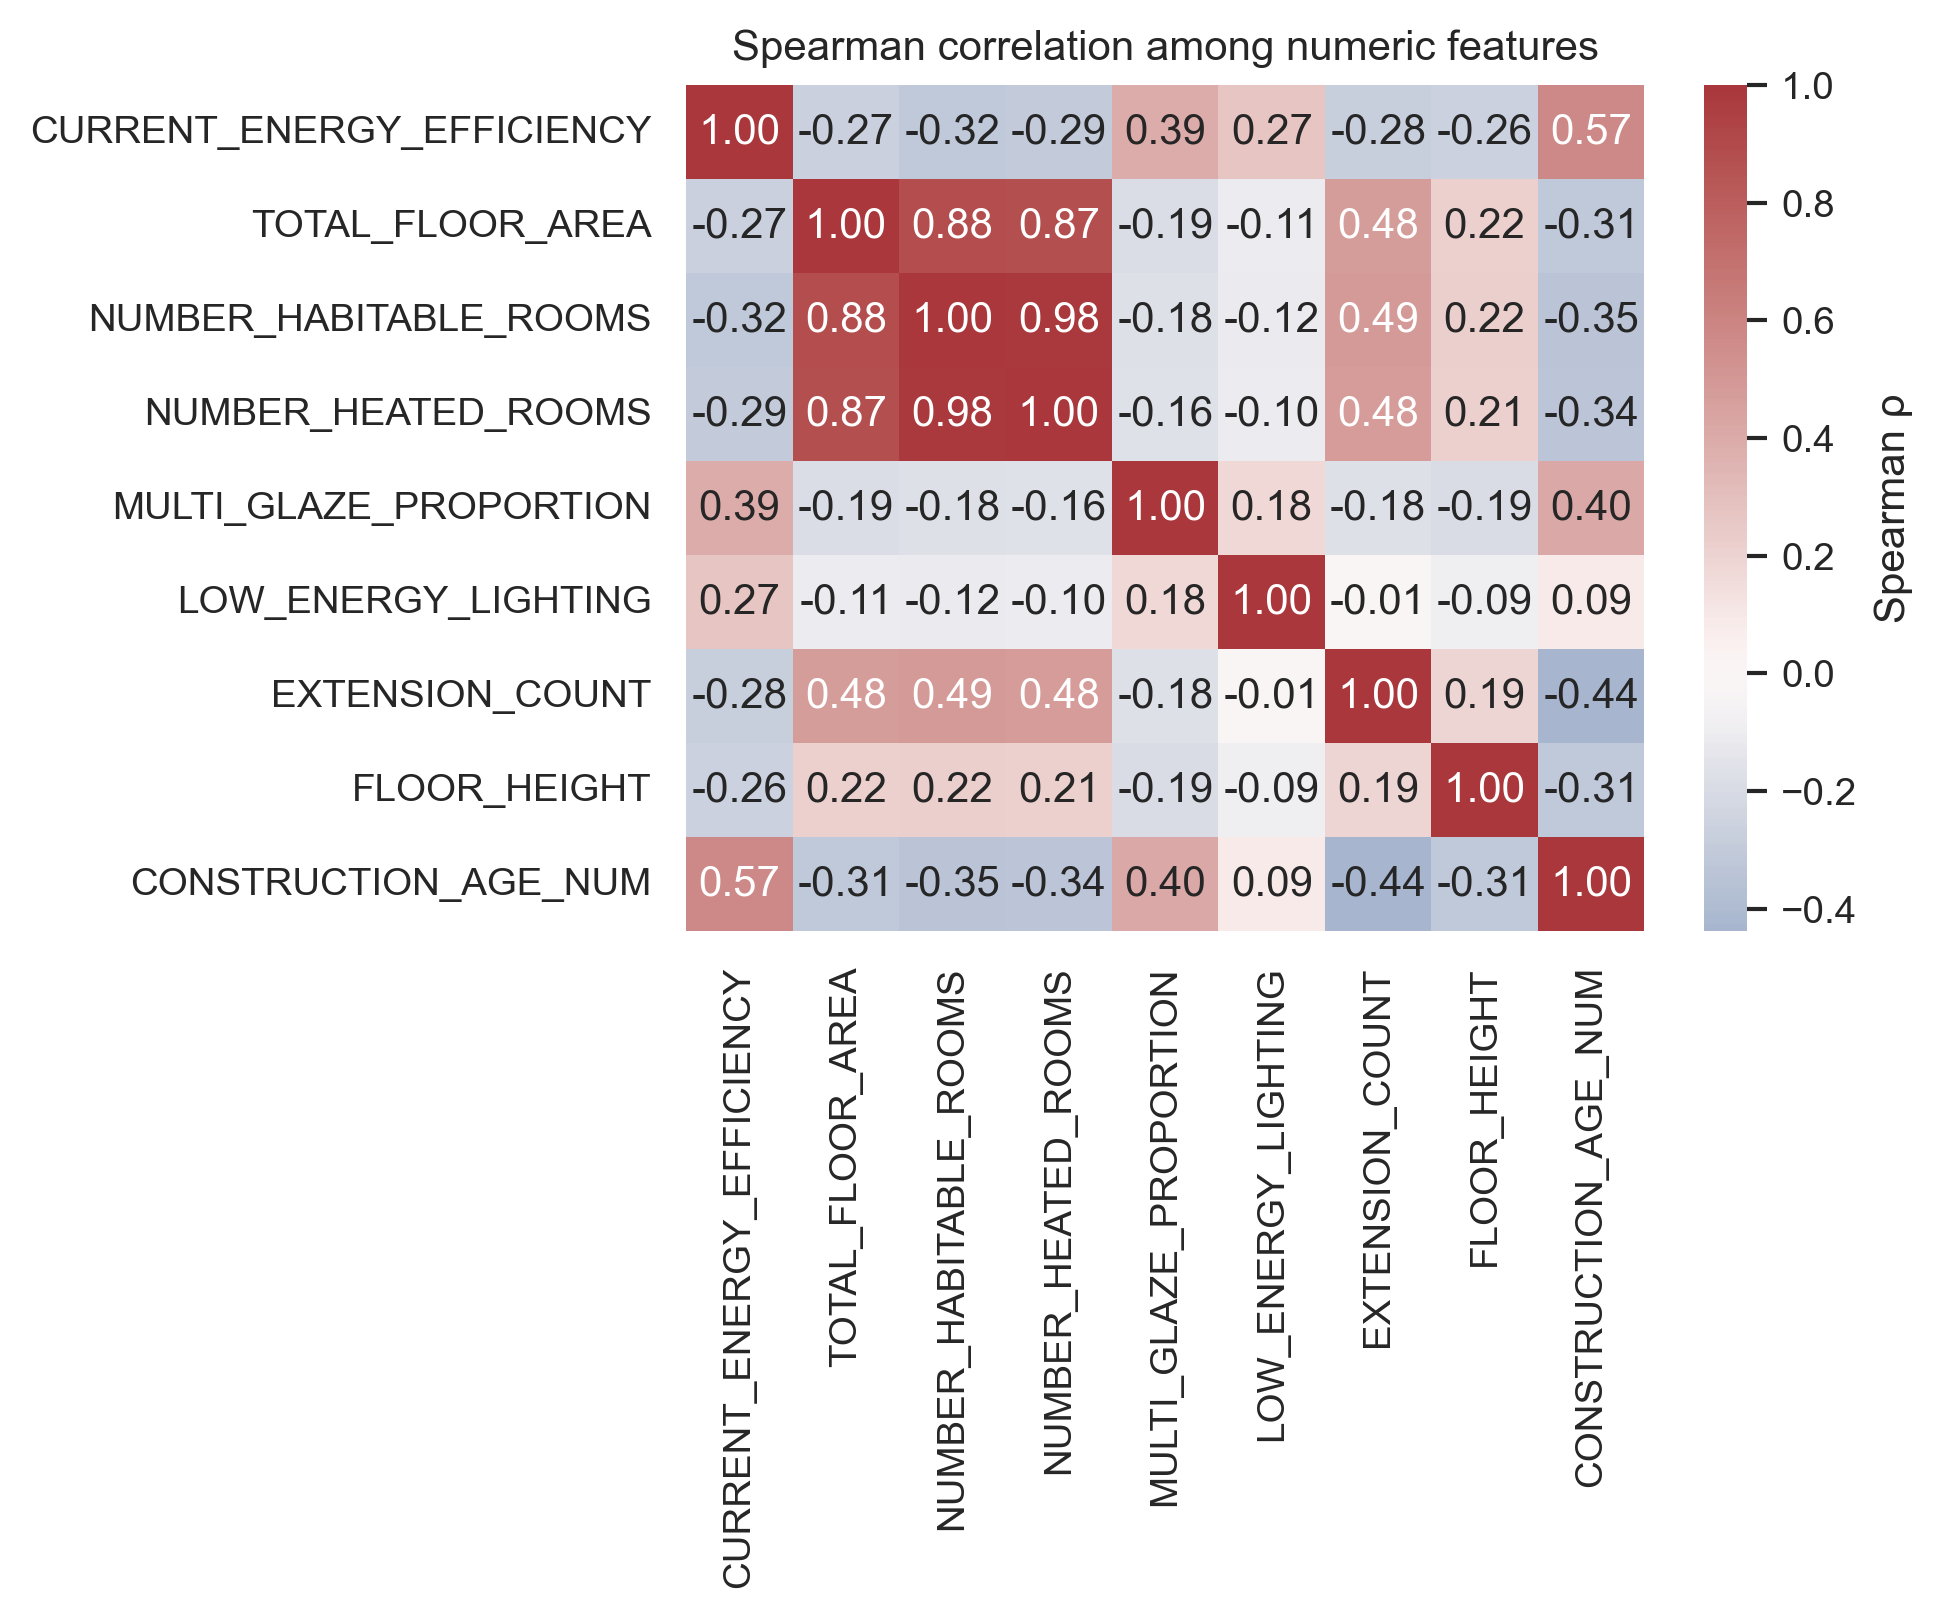 Spearman correlation among numeric features
CURRENT_ENERGY_EFFICIENCY 1.00 -0.27 -0.32 -0.29 0.39 0.27 -0.28 -0.26 0.57
TOTAL_FLOOR_AREA -0.27 1.00 0.88 0.87 -0.19 -0.11 0.48 0.22 -0.31
NUMBER_HABITABLE_ROOMS -0.32 0.88 1.00 0.98 -0.18 -0.12 0.49 0.22 -0.35
NUMBER_HEATED_ROOMS -0.29 0.87 0.98 1.00 -0.16 -0.10 0.48 0.21 -0.34
MULTI_GLAZE_PROPORTION 0.39 -0.19 -0.18 -0.16 1.00 0.18 -0.18 -0.19 0.40
LOW_ENERGY_LIGHTING 0.27 -0.11 -0.12 -0.10 0.18 1.00 -0.01 -0.09 0.09
EXTENSION_COUNT -0.28 0.48 0.49 0.48 -0.18 -0.01 1.00 0.19 -0.44
FLOOR_HEIGHT -0.26 0.22 0.22 0.21 -0.19 -0.09 0.19 1.00 -0.31
CONSTRUCTION_AGE_NUM 0.57 -0.31 -0.35 -0.34 0.40 0.09 -0.44 -0.31 1.00
CURRENT_ENERGY_EFFICIENCY
TOTAL_FLOOR_AREA
NUMBER_HABITABLE_ROOMS
NUMBER_HEATED_ROOMS
MULTI_GLAZE_PROPORTION
LOW_ENERGY_LIGHTING
EXTENSION_COUNT
FLOOR_HEIGHT
CONSTRUCTION_AGE_NUM
1.0
0.8
0.6
0.4
0.2
0.0
−0.2
−0.4
Spearman ρ